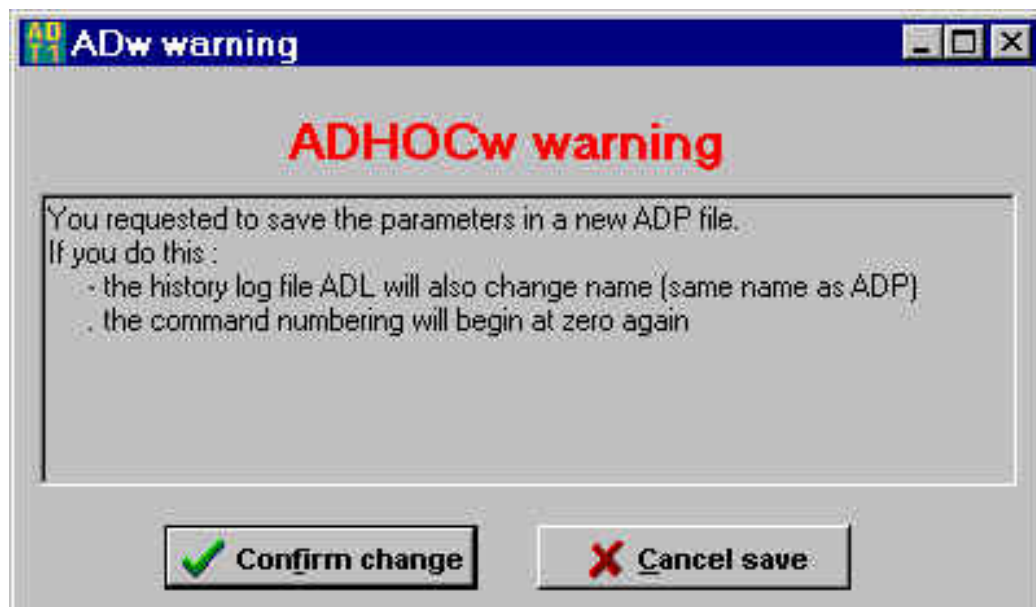 AD
T1
ADw warning
ADHOCw warning
You requested to save the parameters in a new ADP file.
If you do this :
- the history log file ADL will also change name (same name as ADP)
. the command numbering will begin at zero again
Confirm change
Cancel save